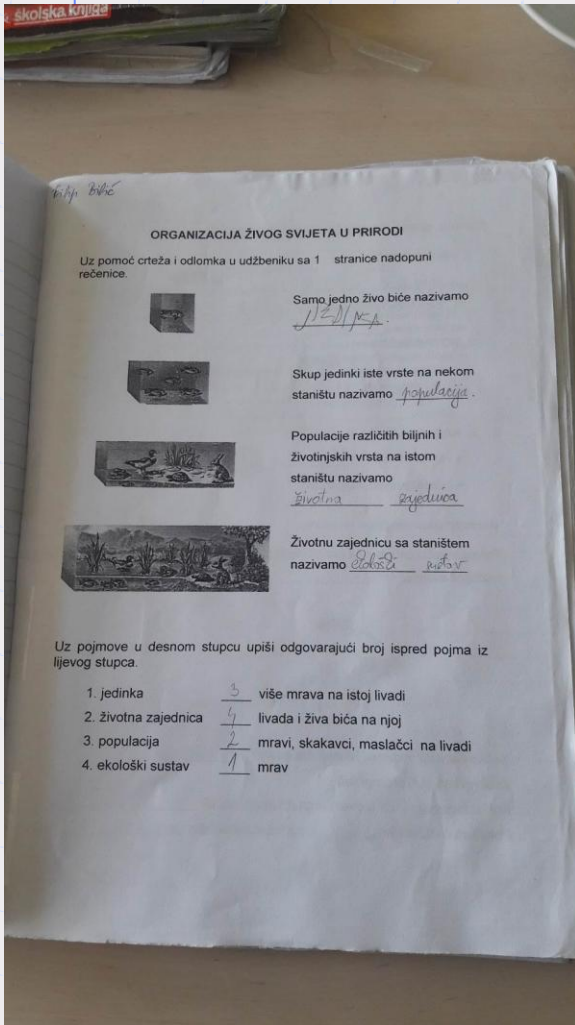 školska knjiga
Filip Bilić
ORGANIZACIJA ŽIVOG SVIJETA U PRIRODI
Uz pomoć crteža i odlomka u udžbeniku sa 1 stranice nadopuni
rečenice.
Samo jedno živo biće nazivamo
JEDINKA.
Skup jedinki iste vrste na nekom
staništu nazivamo populacija.
Populacije različitih biljnih i
životinjskih vrsta na istom
staništu nazivamo
životna zajednica
Životnu zajednicu sa staništem
nazivamo
Uz pojmove u desnom stupcu upiši odgovarajući broj ispred pojma iz
lijevog stupca.
1. jedinka 3 više mrava na istoj livadi
2. životna zajednica 4 livada i živa bića na njoj
3. populacija 2 mravi, skakavci, maslačci na livadi
4. ekološki sustav 1 mrav